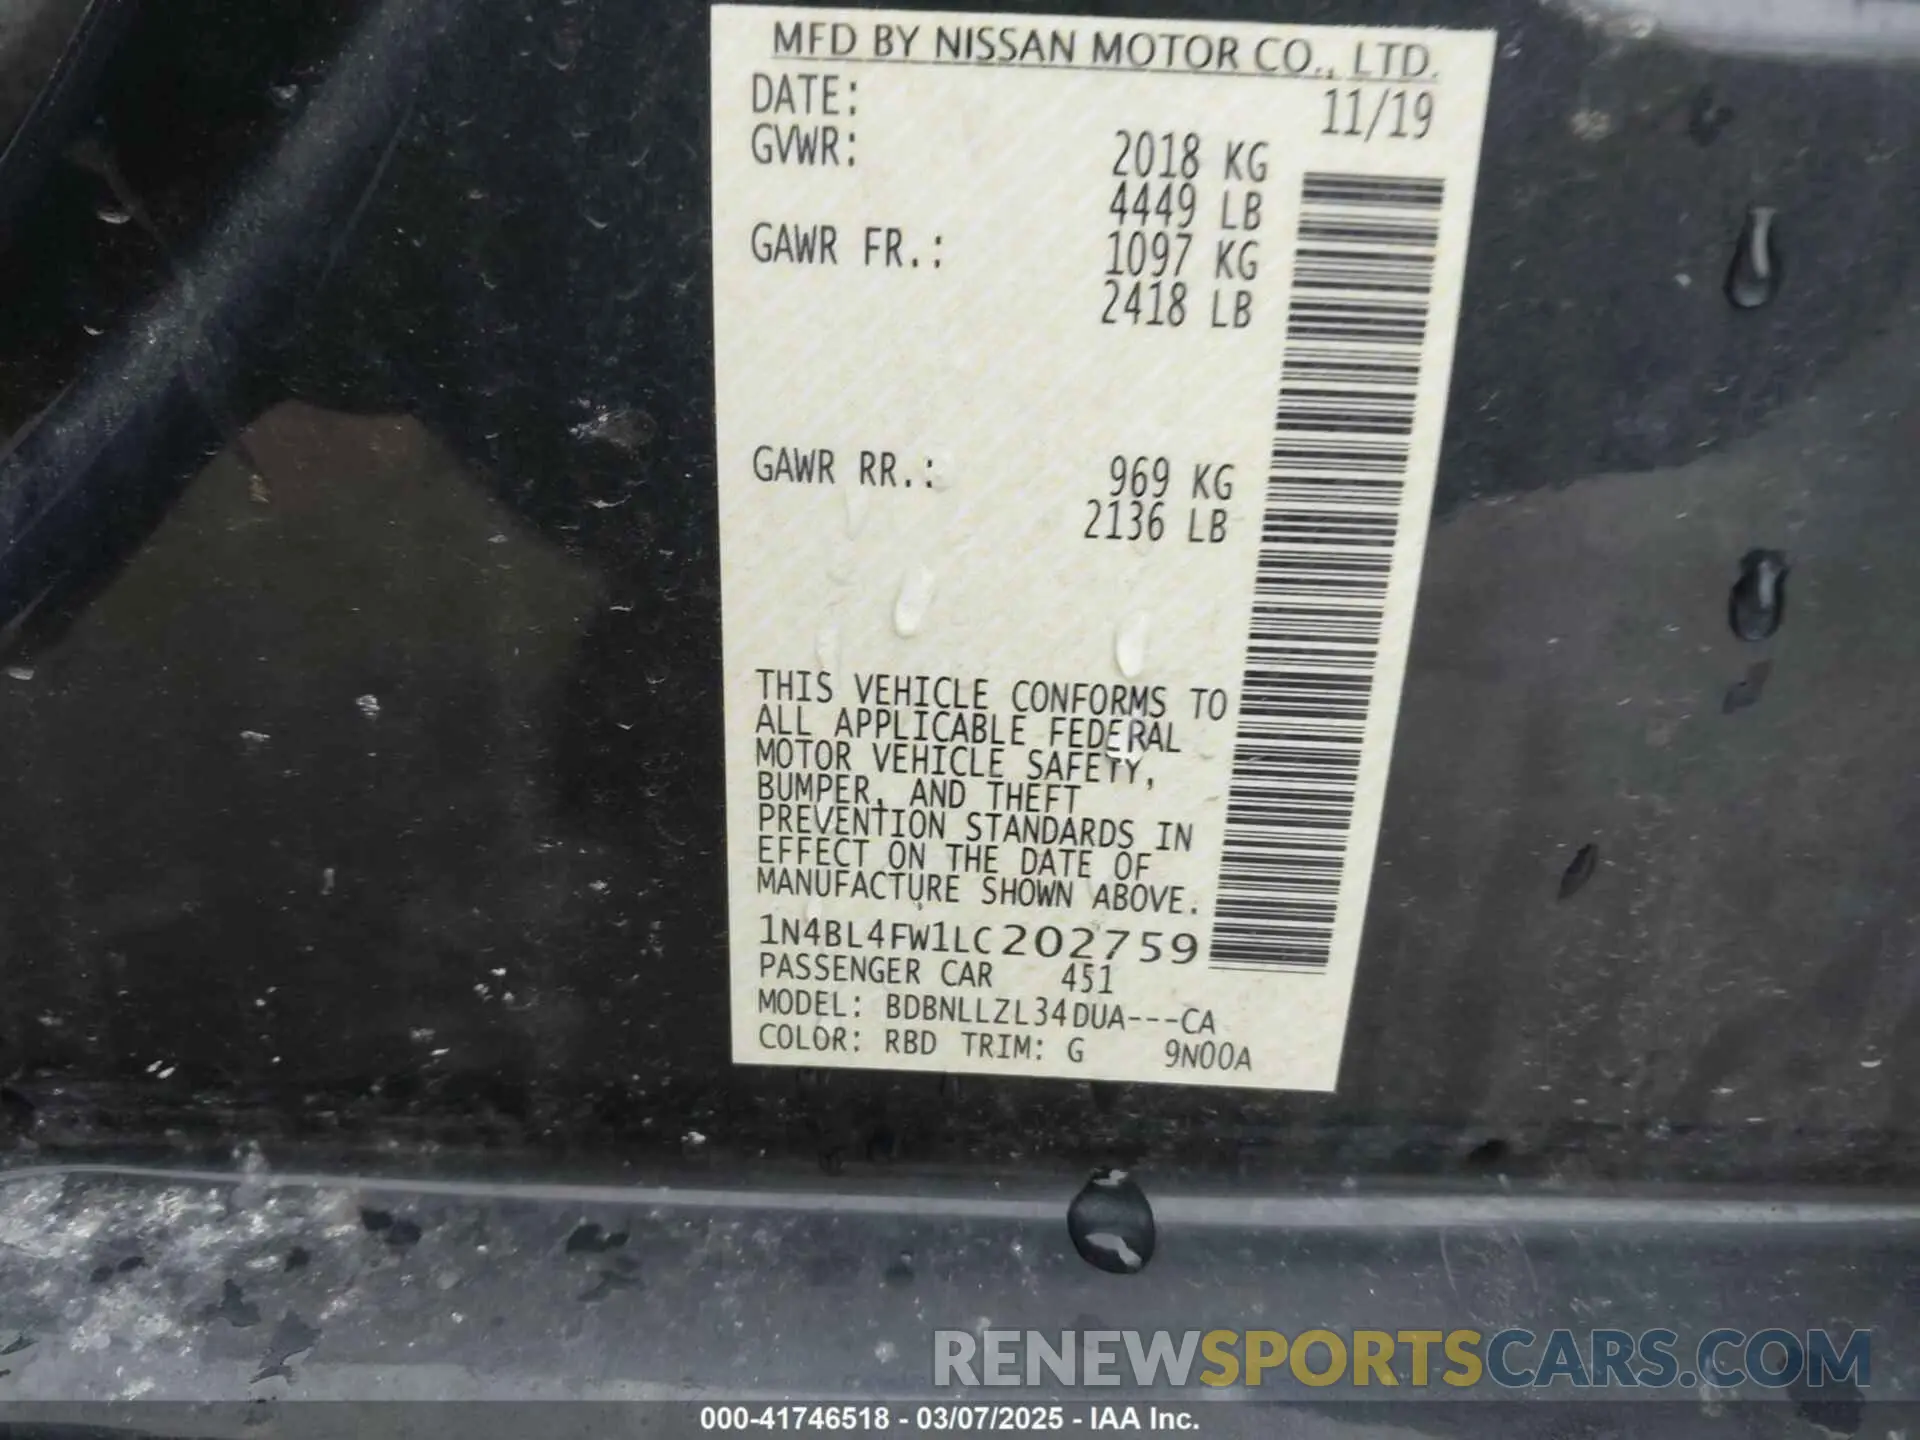 MFD BY NISSAN MOTOR CO., LTD.
DATE: 11/19
GVWR: 2018 KG
4449 LB
GAWR FR.: 1097 KG
2418 LB
GAWR RR.: 969 KG
2136 LB
THIS VEHICLE CONFORMS TO
ALL APPLICABLE FEDERAL
MOTOR VEHICLE SAFETY,
BUMPER, AND THEFT
PREVENTION STANDARDS IN
EFFECT ON THE DATE OF
MANUFACTURE SHOWN ABOVE.
1N4BL4FW1LC202759
PASSENGER CAR 451
MODEL: BDBNLLZL34DUA---CA
COLOR: RBD TRIM: G 9N00A
RENEWSPORTSCARS.COM
000-41746518 - 03/07/2025 - IAA Inc.